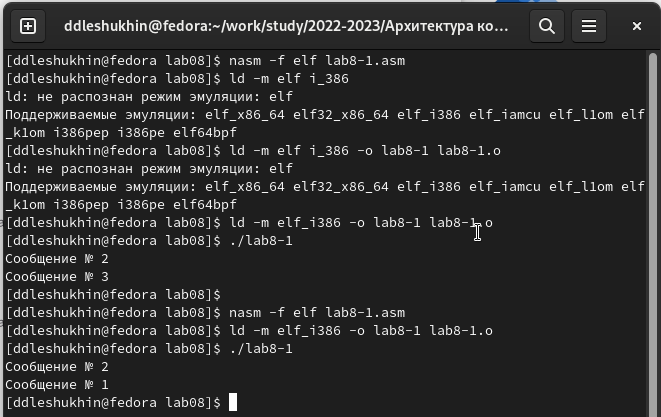 ddleshukhin@fedora:~/work/study/2022-2023/Архитектура ко...
[ddleshukhin@fedora lab08]$ nasm -f elf lab8-1.asm
[ddleshukhin@fedora lab08]$ ld -m elf i_386
ld: не распознан режим эмуляции: elf
Поддерживаемые эмуляции: elf_x86_64 elf32_x86_64 elf_i386 elf_iamcu elf_l1om elf
_k1om i386pep i386pe elf64bpf
[ddleshukhin@fedora lab08]$ ld -m elf i_386 -o lab8-1 lab8-1.o
ld: не распознан режим эмуляции: elf
Поддерживаемые эмуляции: elf_x86_64 elf32_x86_64 elf_i386 elf_iamcu elf_l1om elf
_k1om i386pep i386pe elf64bpf
[ddleshukhin@fedora lab08]$ ld -m elf_i386 -o lab8-1 lab8-1.o
[ddleshukhin@fedora lab08]$ ./lab8-1
Сообщение № 2
Сообщение № 3
[ddleshukhin@fedora lab08]$
[ddleshukhin@fedora lab08]$ nasm -f elf lab8-1.asm
[ddleshukhin@fedora lab08]$ ld -m elf_i386 -o lab8-1 lab8-1.o
[ddleshukhin@fedora lab08]$ ./lab8-1
Сообщение № 2
Сообщение № 1
[ddleshukhin@fedora lab08]$